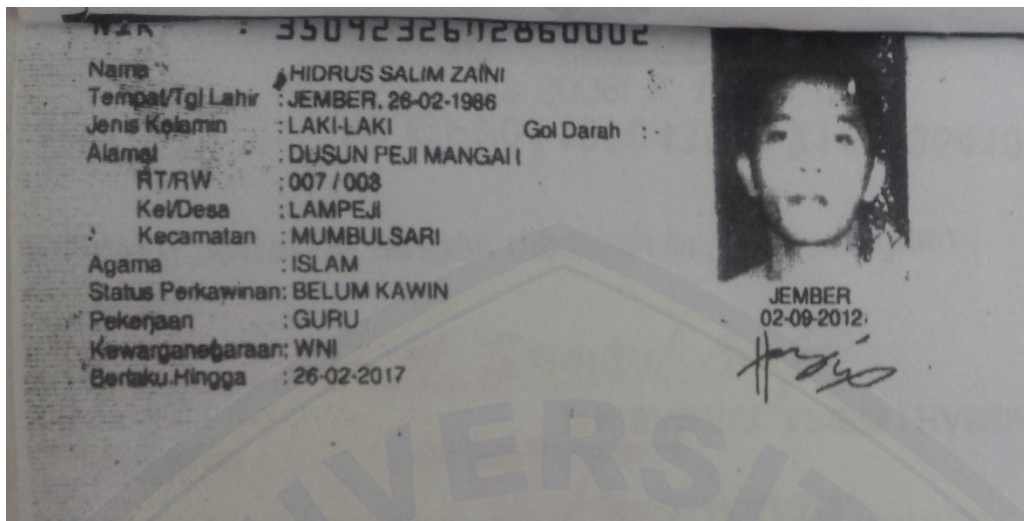 Nama : HIDRUS SALIM ZAINI
Tempat/Tgl Lahir : JEMBER, 26-02-1986
Jenis Kelamin : LAKI-LAKI Gol Darah : -
Alamat : DUSUN PEJI
RT/RW : 007 / 003
Kel/Desa : LAMPEJI
Kecamatan : MUMBULSARI
Agama : ISLAM
Status Perkawinan: BELUM KAWIN
Pekerjaan : GURU
Kewarganegaraan: WNI
Berlaku Hingga : 26-02-2017
JEMBER
02-09-2012